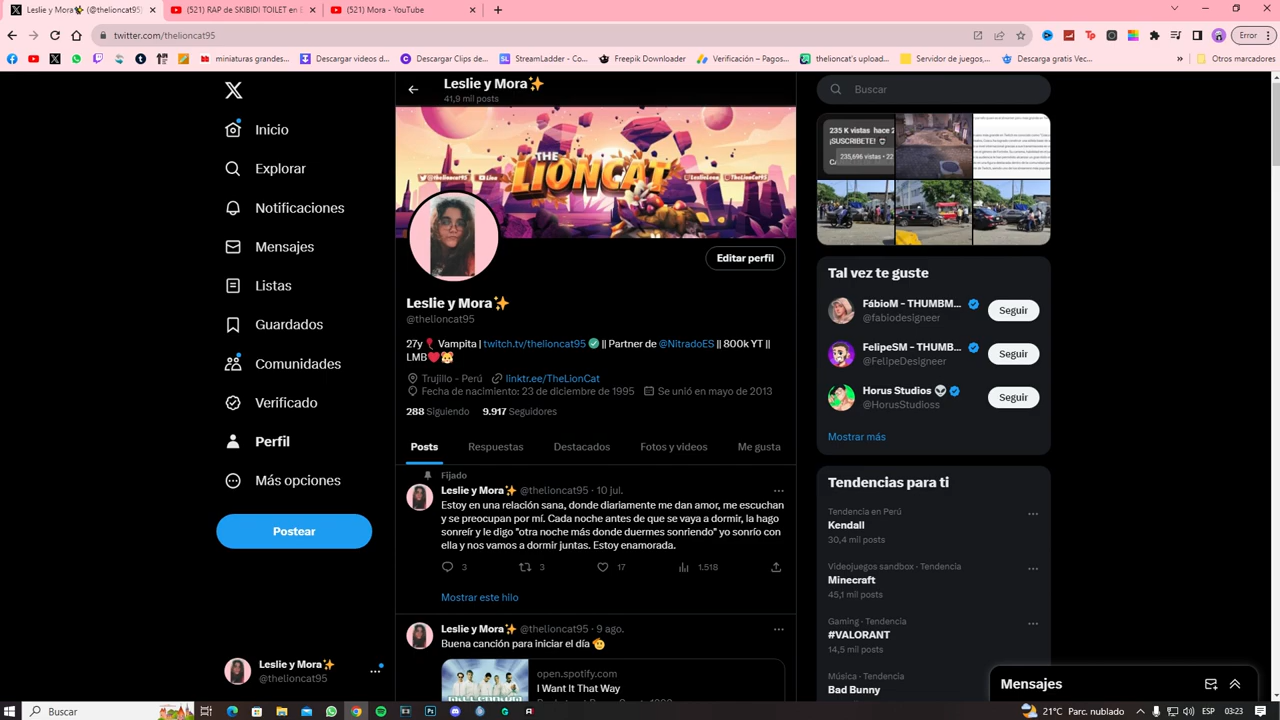 Leslie y Mora✨ (@thelioncat95)
(521) RAP de SKIBIDI TOILET en E
(521) Mora - YouTube
twitter.com/thelioncat95
Error
miniaturas grandes...
Descargar videos d...
Descargar Clips de...
StreamLadder - Co...
Freepik Downloader
Verificación – Pagos...
thelioncat's upload...
Servidor de juegos,...
Descarga gratis Vec...
»
Otros marcadores
Inicio
Explorar
Notificaciones
Mensajes
Listas
Guardados
Comunidades
Verificado
Perfil
Más opciones
Postear
Leslie y Mora✨
@thelioncat95
Leslie y Mora✨
41,9 mil posts
THE
LIONCAT
@thelioncat95
Editar perfil
Leslie y Mora✨
@thelioncat95
27y🌹 Vampita | twitch.tv/thelioncat95 || Partner de @NitradoES || 800k YT ||
LMB❤️🐹
Trujillo - Perú linktr.ee/TheLionCat
Fecha de nacimiento: 23 de diciembre de 1995 Se unió en mayo de 2013
288 Siguiendo 9.917 Seguidores
Posts Respuestas Destacados Fotos y videos Me gusta
Fijado
Leslie y Mora✨ @thelioncat95 · 10 jul.
Estoy en una relación sana, donde diariamente me dan amor, me escuchan
y se preocupan por mí. Cada noche antes de que se vaya a dormir, la hago
sonreír y le digo "otra noche más donde duermes sonriendo" yo sonrío con
ella y nos vamos a dormir juntas. Estoy enamorada.
3 3 17 1.518
Mostrar este hilo
Leslie y Mora✨ @thelioncat95 · 9 ago.
Buena canción para iniciar el día 🫡
open.spotify.com
I Want It That Way
Buscar
235 K vistas hace 2
¡SUSCRIBETE!
235,696 vistas • 22
Tal vez te guste
FábioM – THUMBM...
@fabiodesigneer
Seguir
FelipeSM – THUMB...
@FelipeDesigneer
Seguir
Horus Studios 👽
@HorusStudioss
Seguir
Mostrar más
Tendencias para ti
Tendencia en Perú
Kendall
30,4 mil posts
Videojuegos sandbox · Tendencia
Minecraft
45,1 mil posts
Gaming · Tendencia
#VALORANT
14,5 mil posts
Música · Tendencia
Bad Bunny
Mensajes
Buscar
21°C Parc. nublado
ESP
03:23